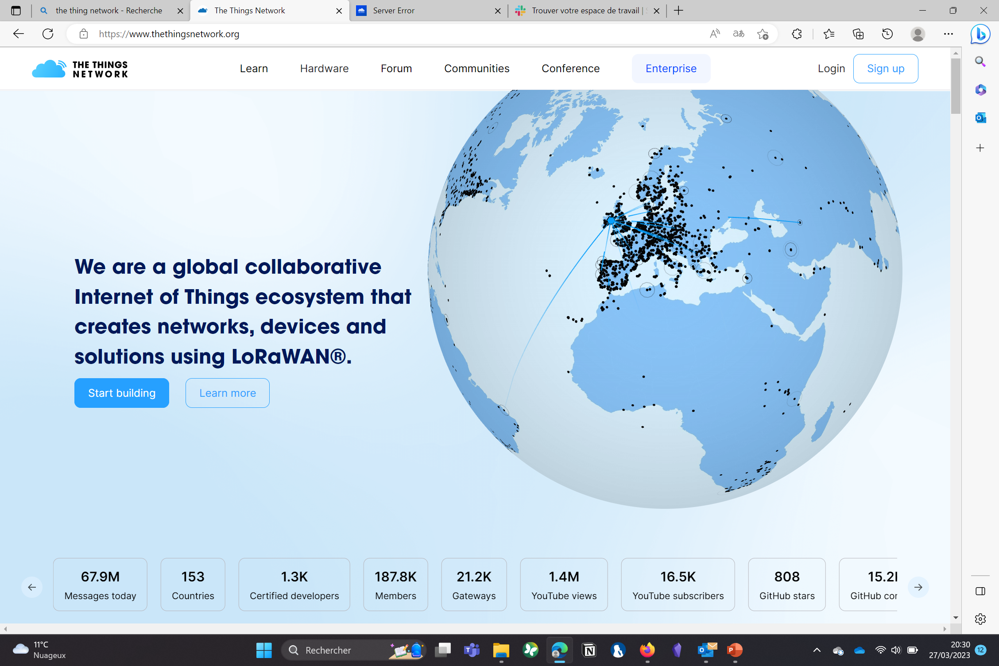 the thing network - Recherche
The Things Network
Server Error
Trouver votre espace de travail |
https://www.thethingsnetwork.org
THE THINGS
NETWORK
Learn
Hardware
Forum
Communities
Conference
Enterprise
Login
Sign up
We are a global collaborative
Internet of Things ecosystem that
creates networks, devices and
solutions using LoRaWAN®.
Start building
Learn more
67.9M
Messages today
153
Countries
1.3K
Certified developers
187.8K
Members
21.2K
Gateways
1.4M
YouTube views
16.5K
YouTube subscribers
808
GitHub stars
15.2
GitHub
11°C
Nuageux
Rechercher
20:30
27/03/2023
12